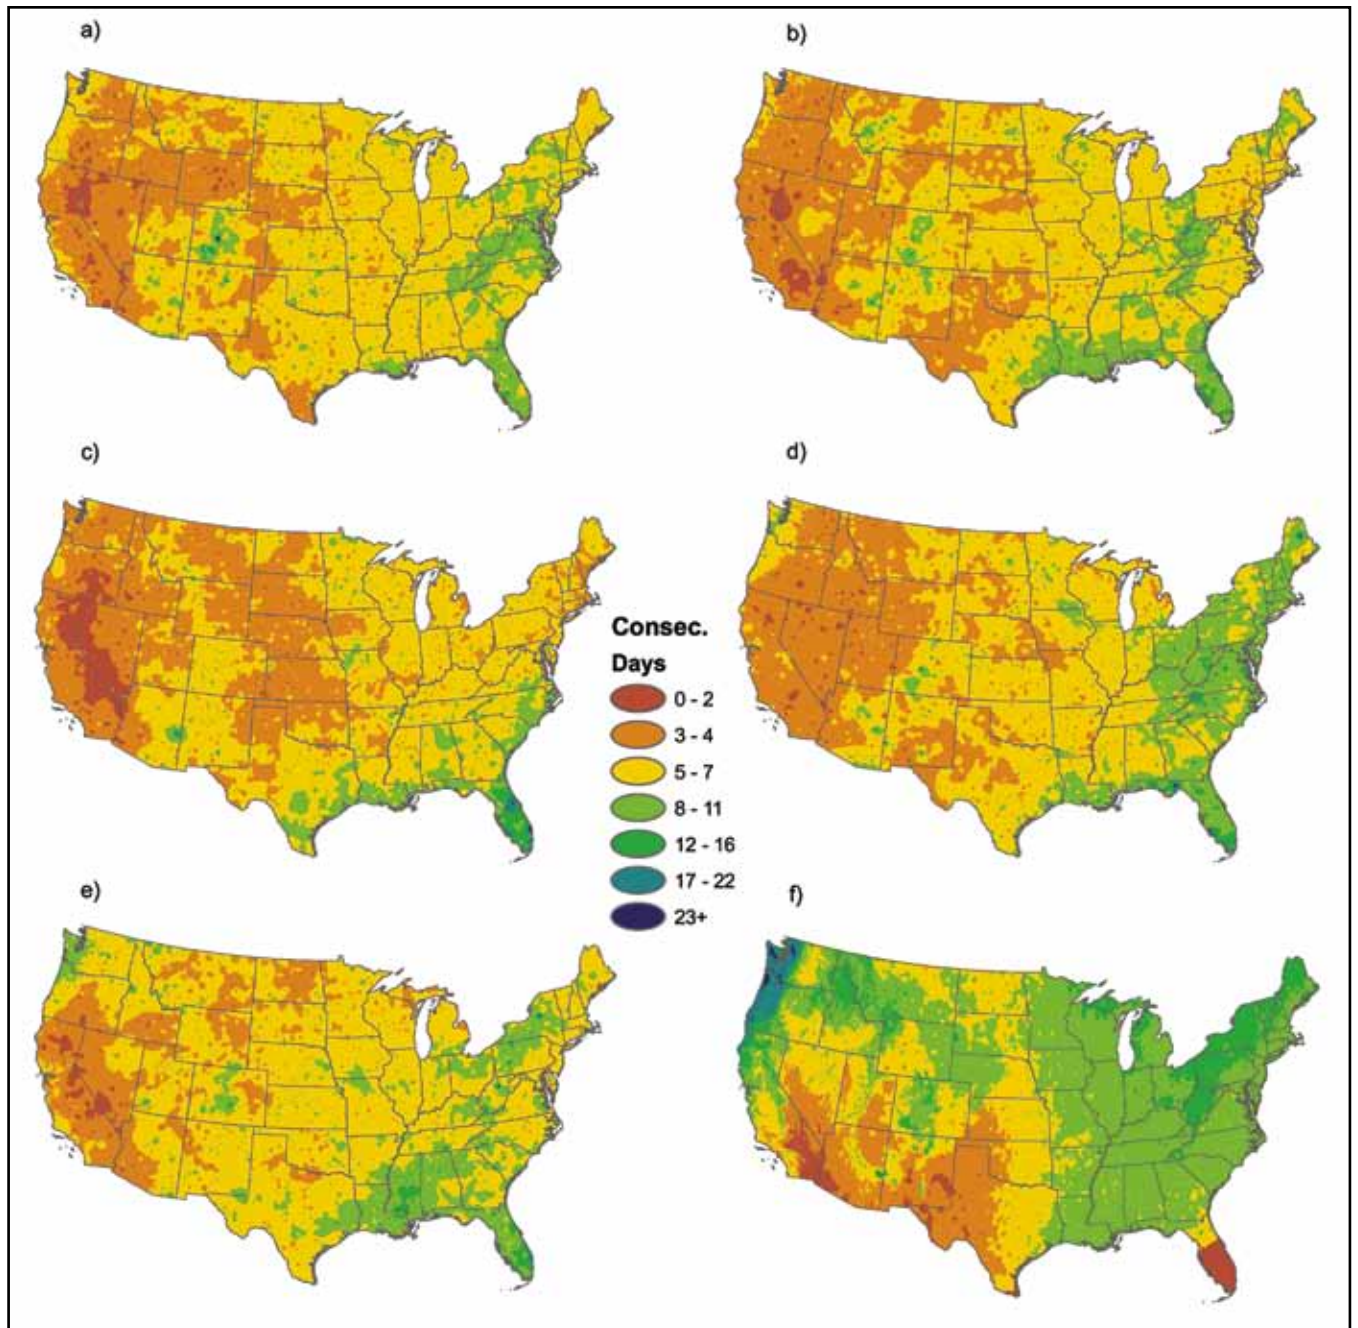 a)
b)
c)
d)
Consec.
Days
0 - 2
3 - 4
5 - 7
8 - 11
12 - 16
17 - 22
23+
e)
f)